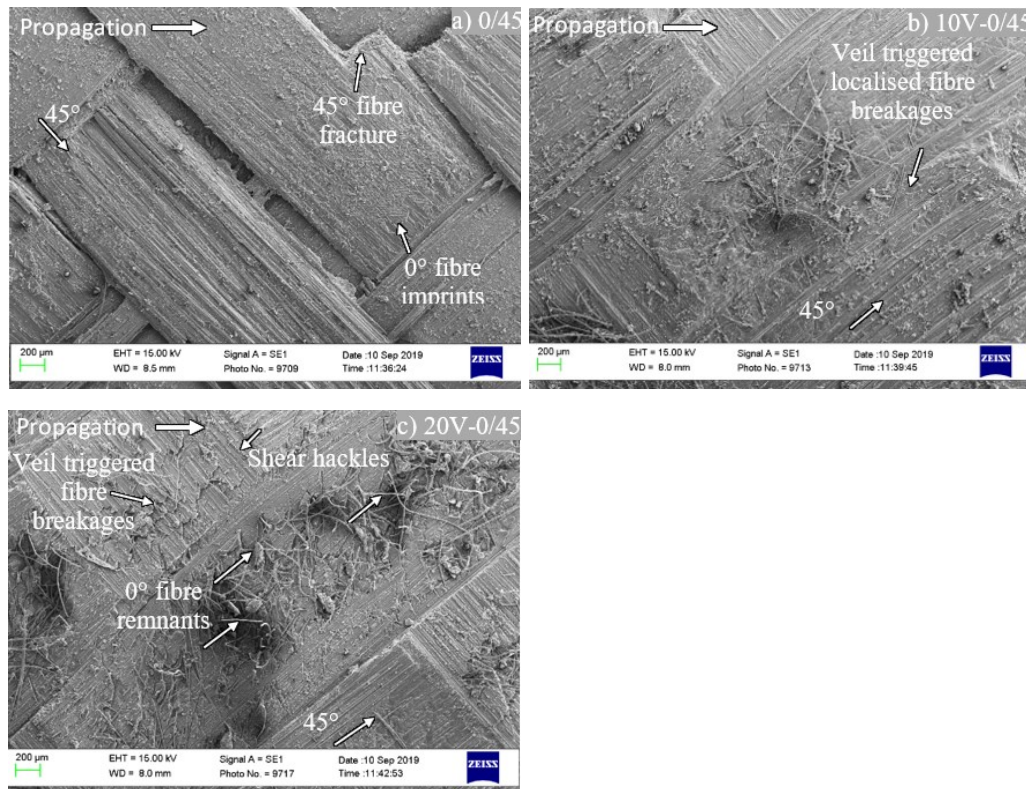 Propagation
a) 0/45
45°
45° fibre
fracture
0° fibre
imprints
200 µm
EHT = 15.00 kV
Signal A = SE1
Date :10 Sep 2019
WD = 8.5 mm
Photo No. = 9709
Time :11:36:24
ZEISS
Propagation
b) 10V-0/45
Veil triggered
localised fibre
breakages
45°
200 µm
EHT = 15.00 kV
Signal A = SE1
Date :10 Sep 2019
WD = 8.0 mm
Photo No. = 9713
Time :11:39:45
ZEISS
Propagation
c) 20V-0/45
Shear hackles
Veil triggered
fibre
breakages
0° fibre
remnants
45°
200 µm
EHT = 15.00 kV
Signal A = SE1
Date :10 Sep 2019
WD = 8.0 mm
Photo No. = 9717
Time :11:42:53
ZEISS